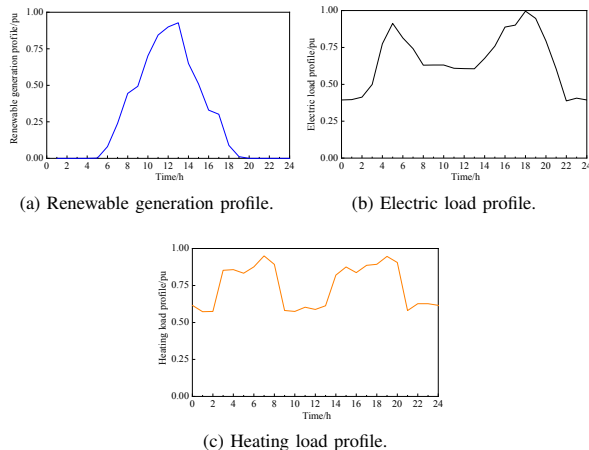 1.00
0.75
0.50
0.25
0.00
Renewable generation profile/pu
0 2 4 6 8 10 12 14 16 18 20 22 24
Time/h
(a) Renewable generation profile.
1.00
0.75
0.50
0.25
0.00
Electric load profile/pu
0 2 4 6 8 10 12 14 16 18 20 22 24
Time/h
(b) Electric load profile.
1.00
0.75
0.50
0.25
0.00
Heating load profile/pu
0 2 4 6 8 10 12 14 16 18 20 22 24
Time/h
(c) Heating load profile.